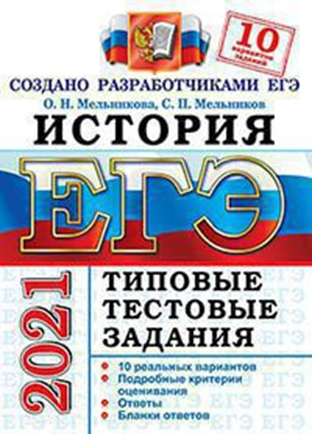 10
вариантов
заданий
СОЗДАНО РАЗРАБОТЧИКАМИ ЕГЭ
О. Н. Мельникова, С. П. Мельников
ИСТОРИЯ
ЕГЭ
2021
ТИПОВЫЕ
ТЕСТОВЫЕ
ЗАДАНИЯ
• 10 реальных вариантов
• Подробные критерии
оценивания
• Ответы
• Бланки ответов